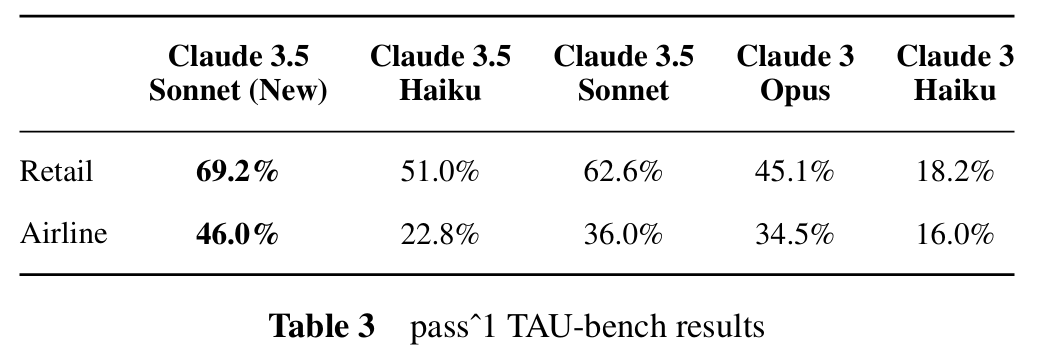 Claude 3.5 Claude 3.5 Claude 3.5 Claude 3 Claude 3
Sonnet (New) Haiku Sonnet Opus Haiku
Retail 69.2% 51.0% 62.6% 45.1% 18.2%
Airline 46.0% 22.8% 36.0% 34.5% 16.0%
Table 3 passˆ1 TAU-bench results